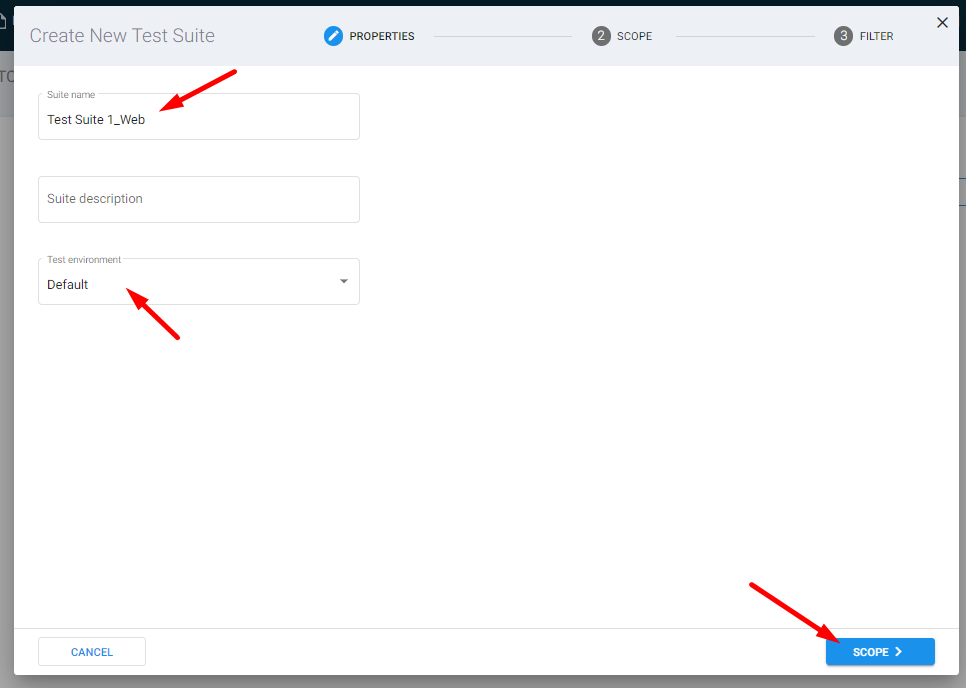 Create New Test Suite
PROPERTIES
2 SCOPE
3 FILTER
Suite name
Test Suite 1_Web
Suite description
Test environment
Default
CANCEL
SCOPE